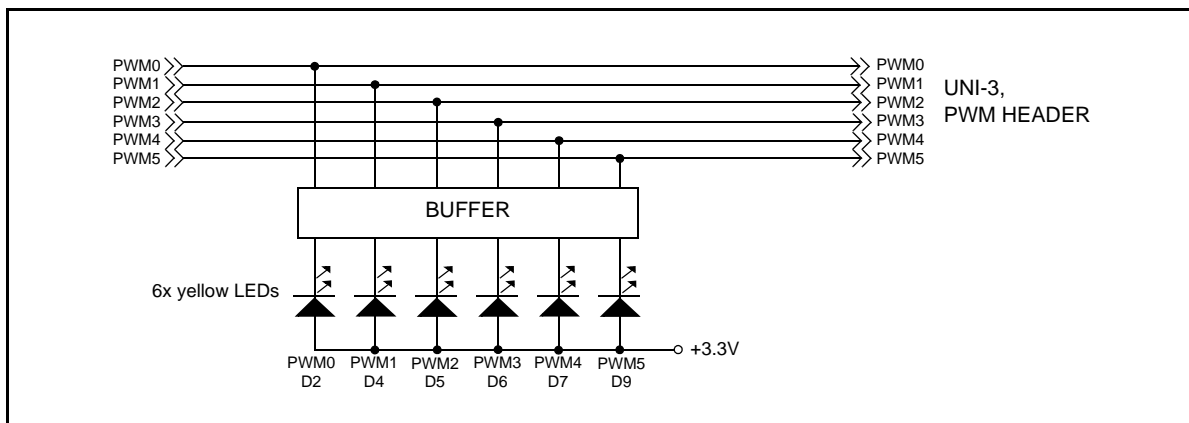 PWM0 PWM0
PWM1 PWM1
PWM2 PWM2
PWM3 PWM3
PWM4 PWM4
PWM5 PWM5
UNI-3,
PWM HEADER
BUFFER
6x yellow LEDs
+3.3V
PWM0 PWM1 PWM2 PWM3 PWM4 PWM5
D2 D4 D5 D6 D7 D9